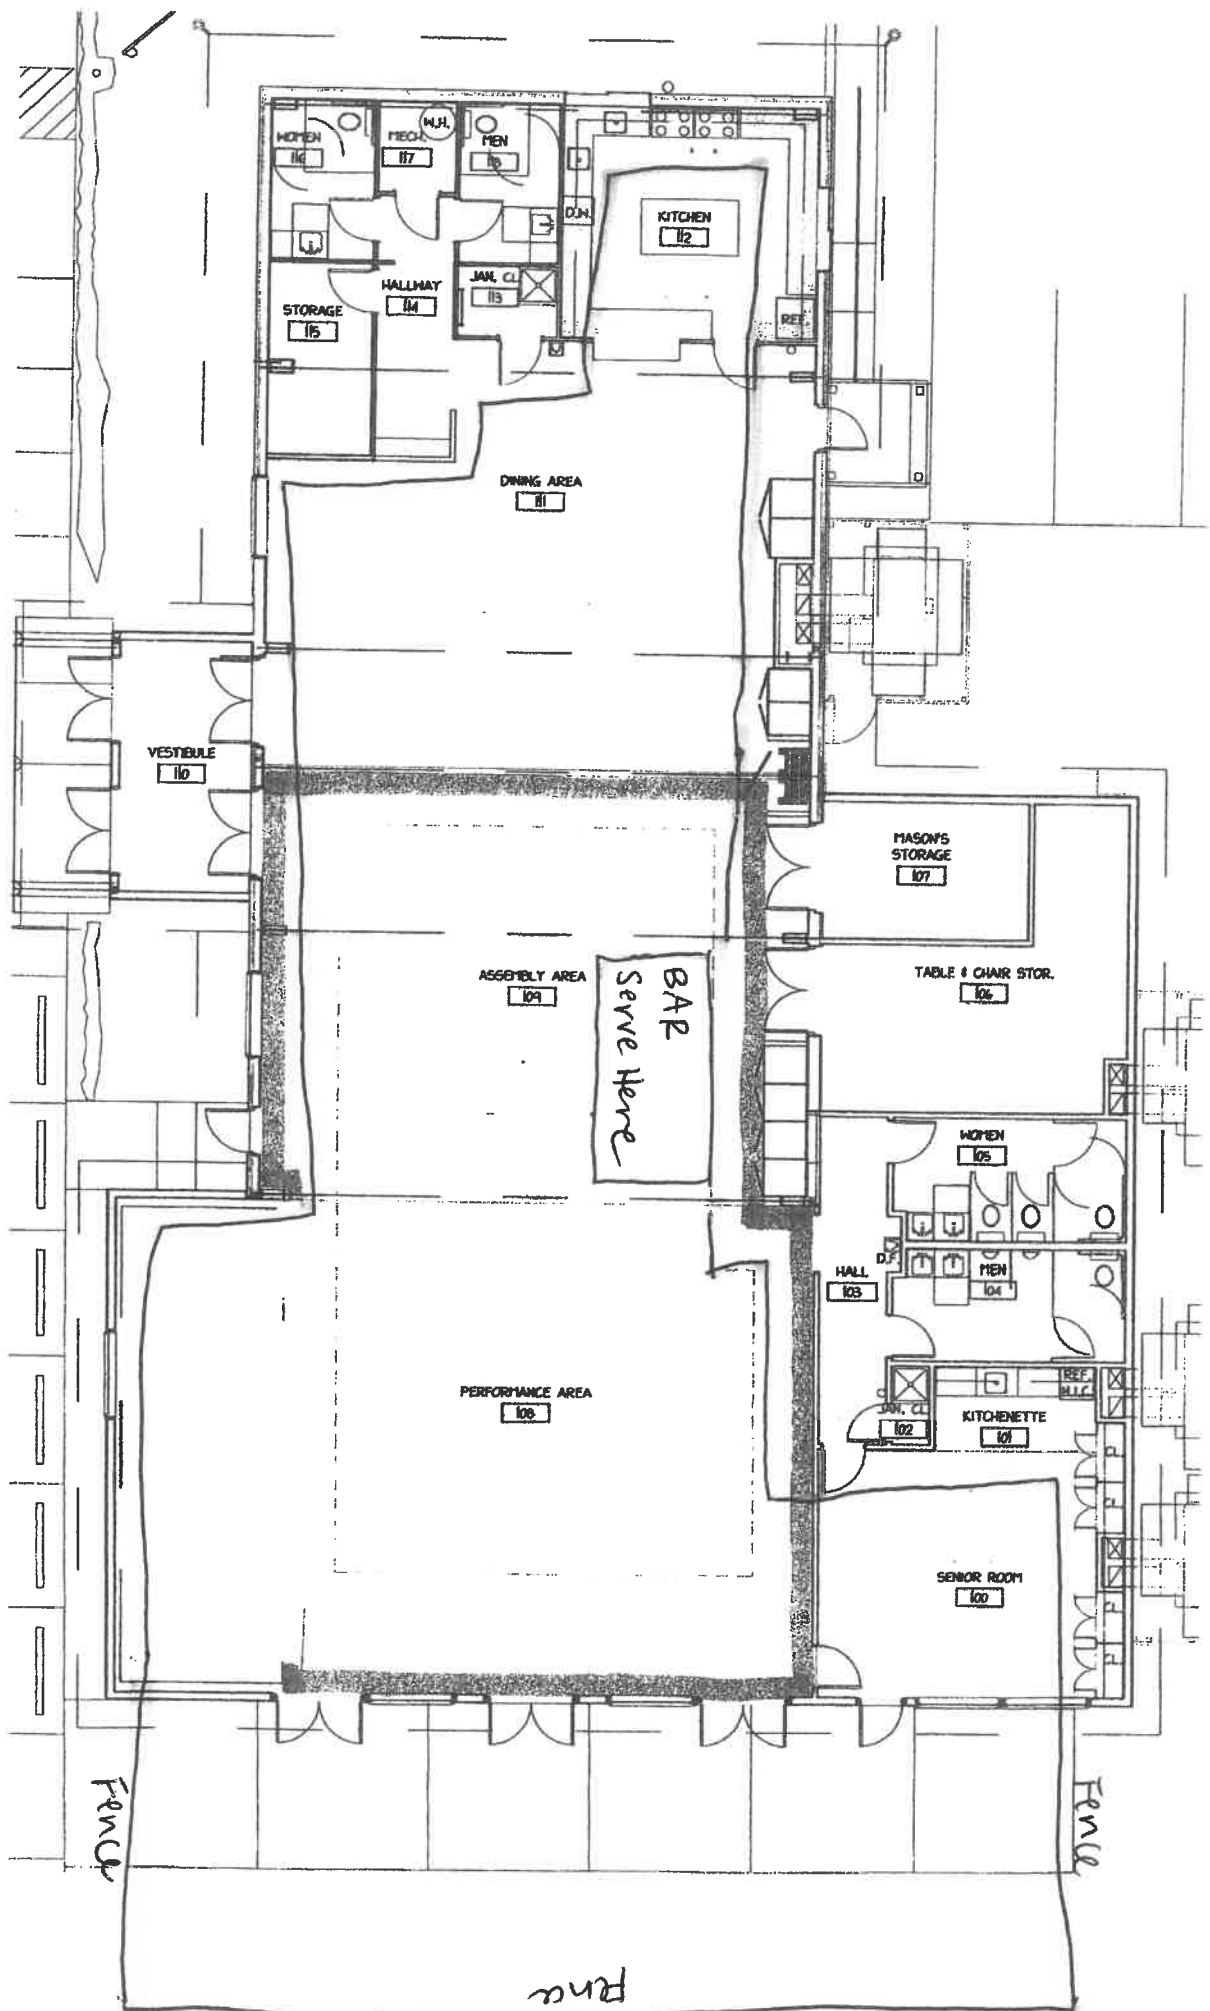 WOMEN
116
MECH.
117
W.H.
MEN
118
D.W.
KITCHEN
112
REF.
STORAGE
115
HALLWAY
114
JAN. CL.
113
DINING AREA
111
VESTIBULE
110
MASON'S
STORAGE
107
TABLE & CHAIR STOR.
106
ASSEMBLY AREA
109
BAR
Serve Here
WOMEN
105
D.F.
MEN
104
HALL
103
JAN. CL.
102
REF.
N.I.C.
KITCHENETTE
101
PERFORMANCE AREA
108
SENIOR ROOM
100
Fence
Fence
Fence